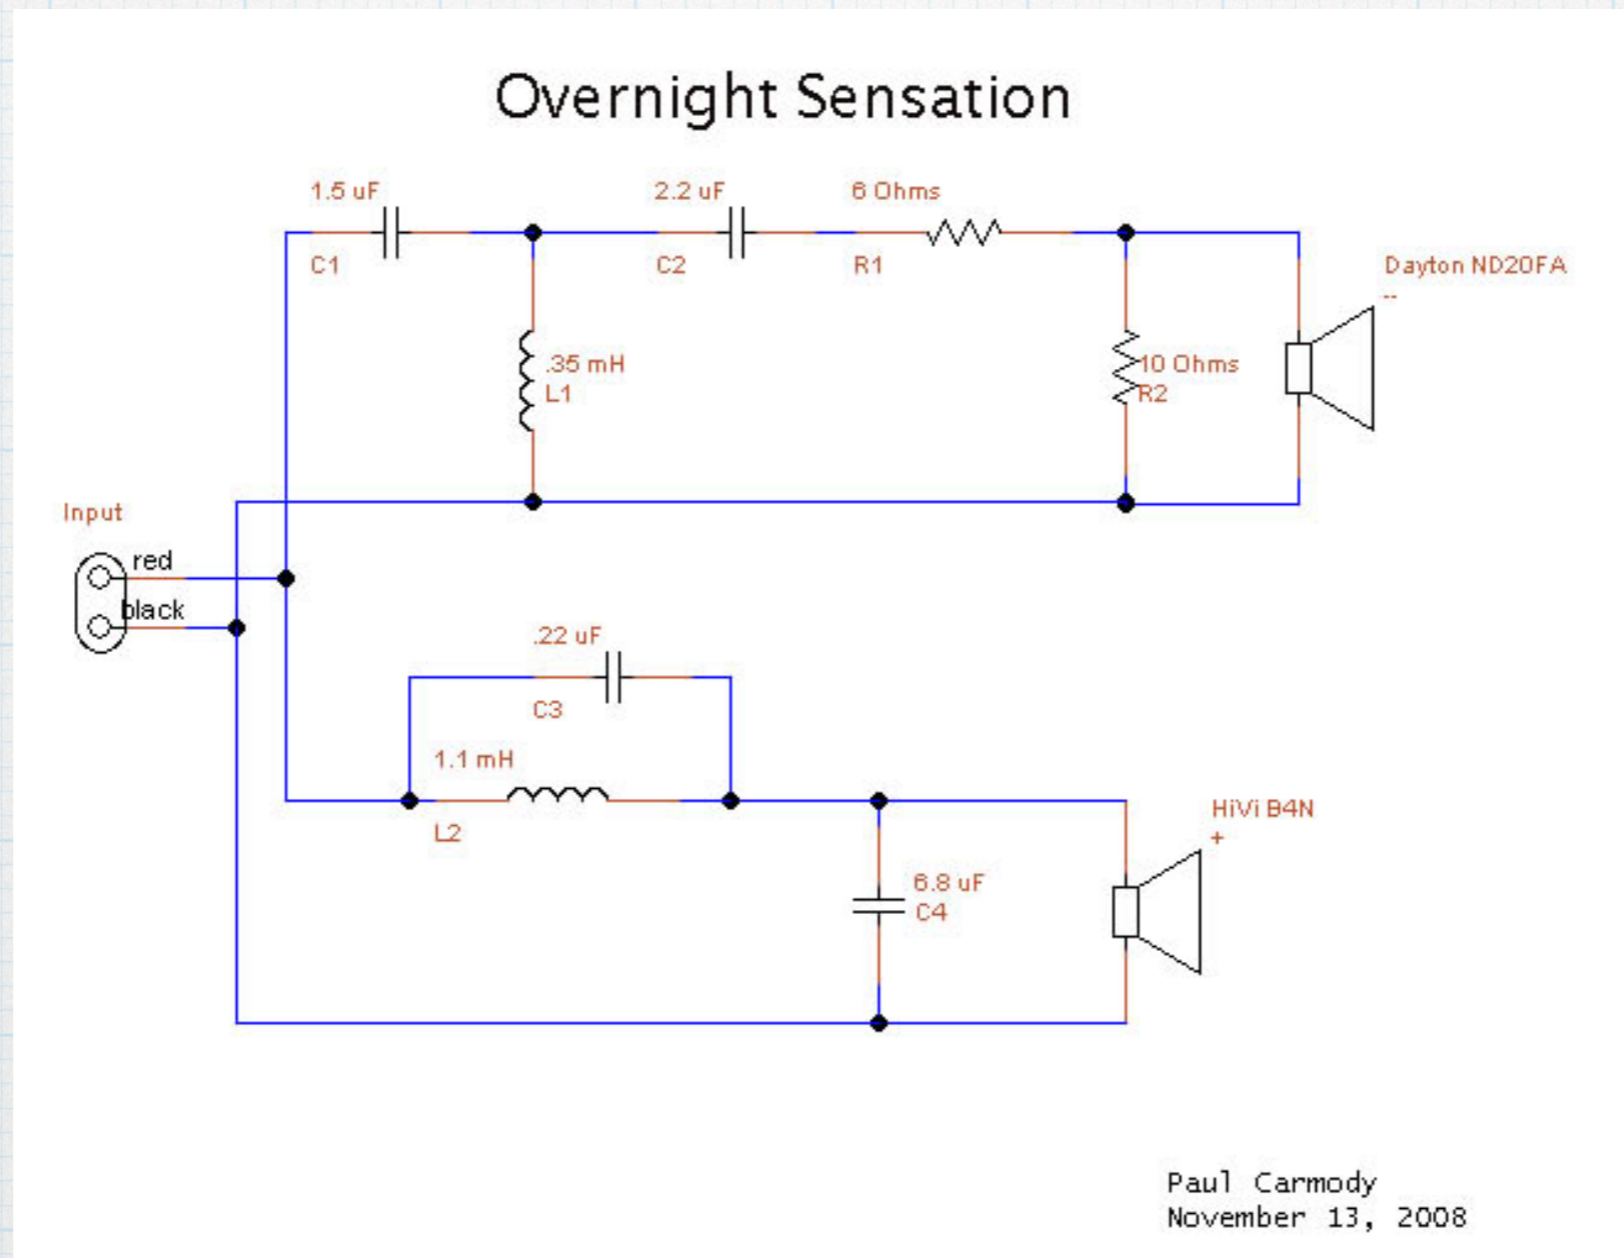 Overnight Sensation
1.5 uF
2.2 uF
6 Ohms
C1
C2
R1
Dayton ND20FA
--
.35 mH
L1
10 Ohms
R2
Input
red
black
.22 uF
C3
1.1 mH
L2
HiVi B4N
+
6.8 uF
C4
Paul Carmody
November 13, 2008